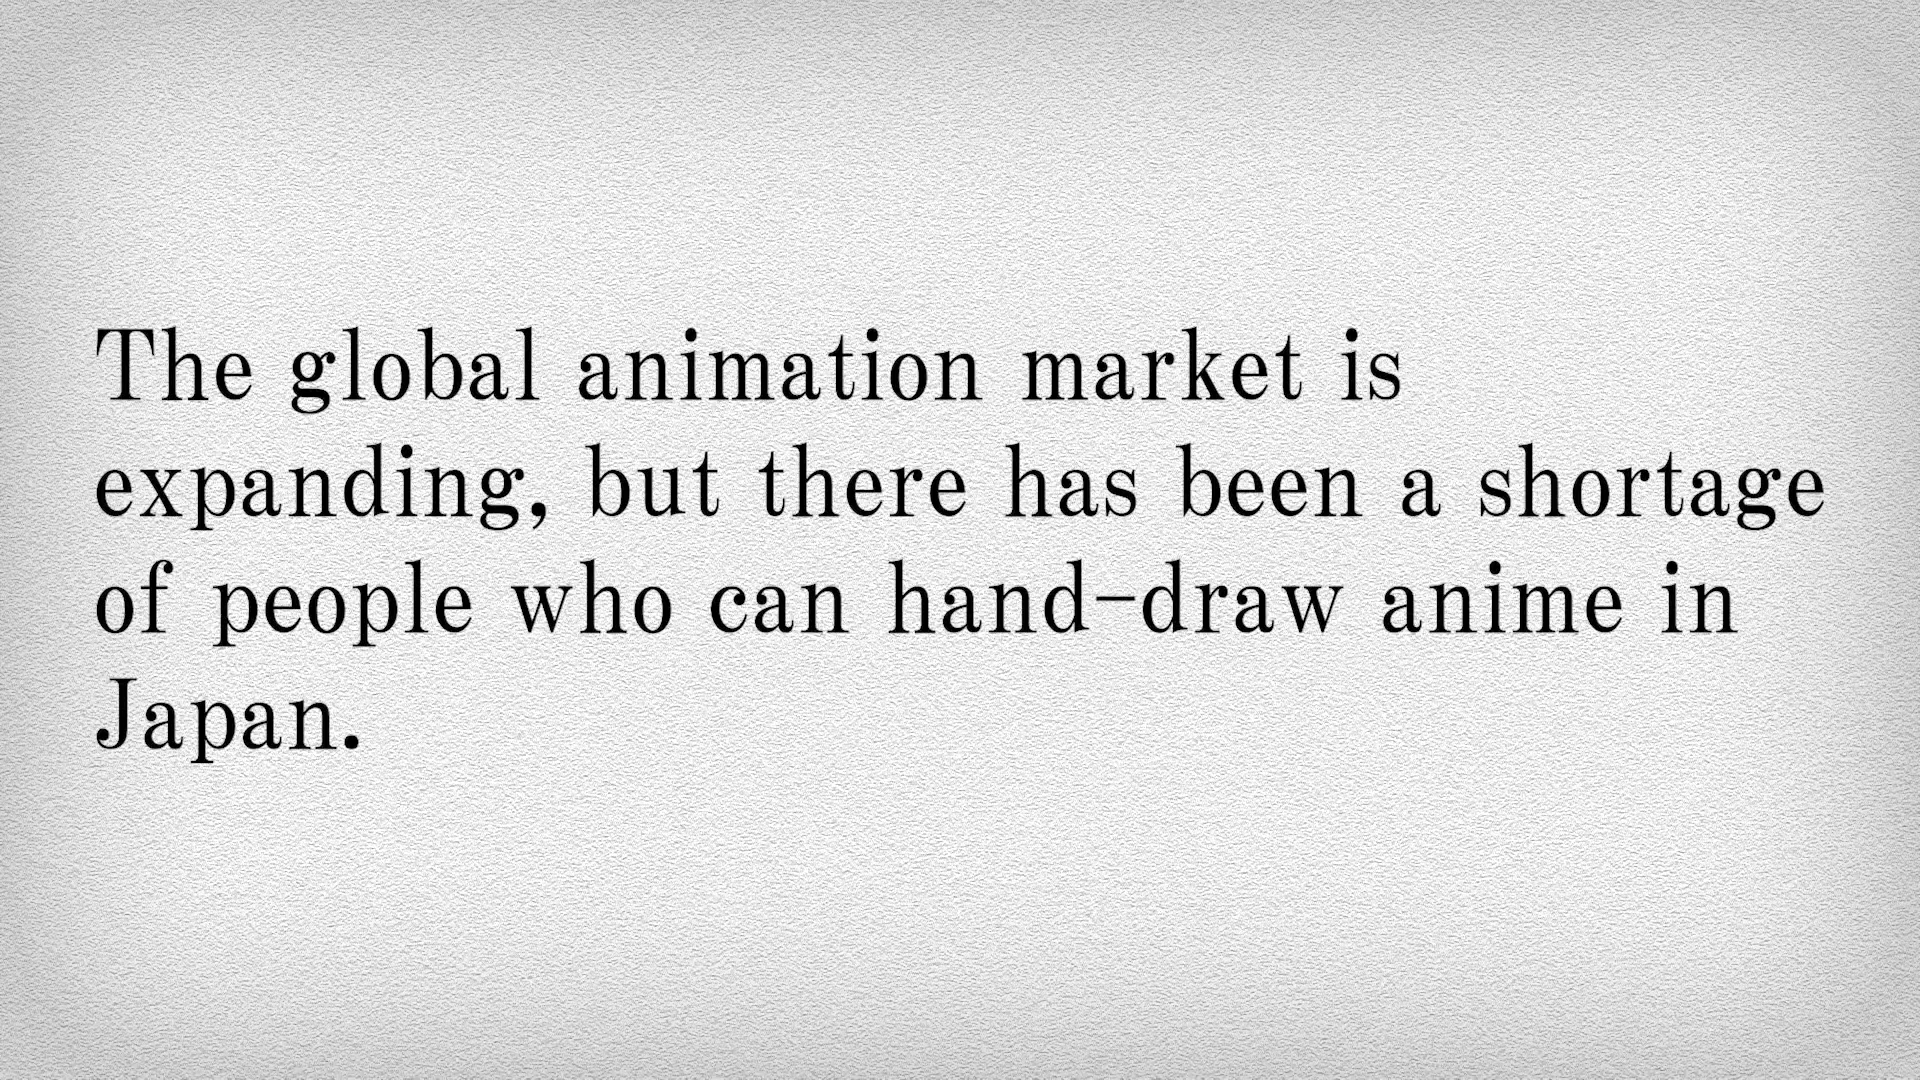 The global animation market is
expanding, but there has been a shortage
of people who can hand-draw anime in
Japan.